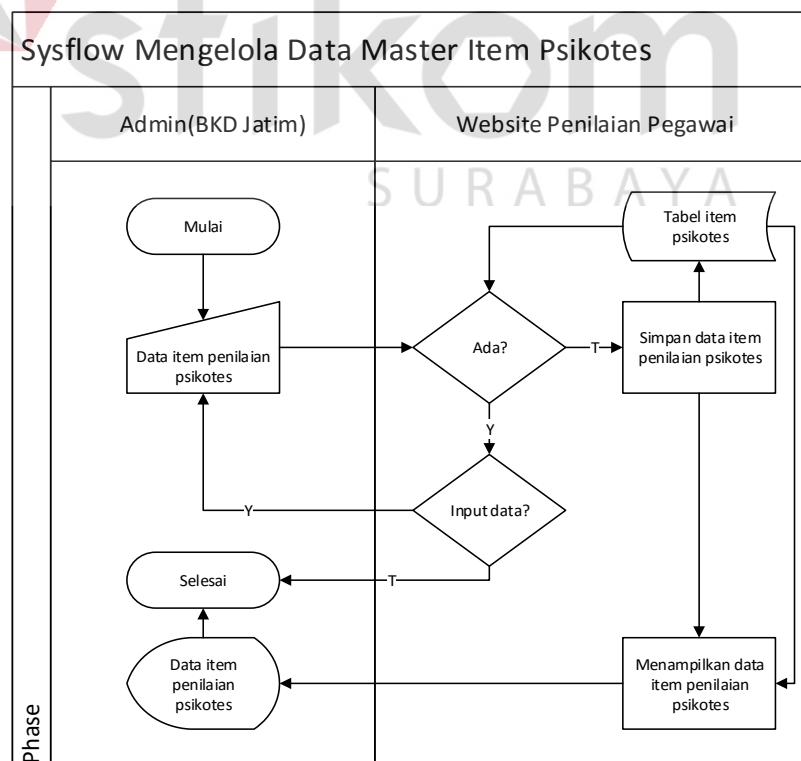 stikom
SURABAYA
Sysflow Mengelola Data Master Item Psikotes
Admin(BKD Jatim)
Website Penilaian Pegawai
Mulai
Tabel item
psikotes
Data item penilaian
psikotes
Ada?
T
Simpan data item
penilaian psikotes
Y
Input data?
Y
Selesai
T
Data item
penilaian
psikotes
Menampilkan data
item penilaian
psikotes
Phase